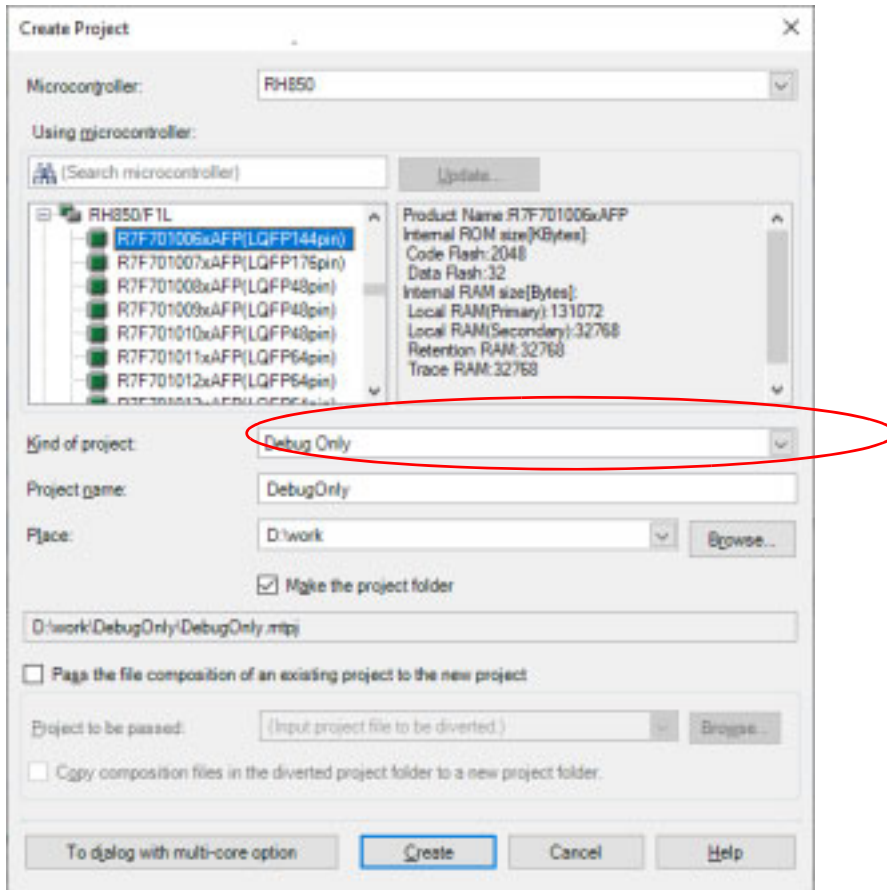 Create Project
Microcontroller: RH850
Using microcontroller:
(Search microcontroller) Update...
RH850/F1L
R7F701006xAFP(LQFP144pin)
R7F701007xAFP(LQFP176pin)
R7F701008xAFP(LQFP48pin)
R7F701009xAFP(LQFP48pin)
R7F701010xAFP(LQFP48pin)
R7F701011xAFP(LQFP64pin)
R7F701012xAFP(LQFP64pin)
Product Name:R7F701006xAFP
Internal ROM size[KBytes]:
Code Flash:2048
Data Flash:32
Internal RAM size[Bytes]:
Local RAM(Primary):131072
Local RAM(Secondary):32768
Retention RAM:32768
Trace RAM:32768
Kind of project: Debug Only
Project name: DebugOnly
Place: D:\work Browse...
Make the project folder
D:\work\DebugOnly\DebugOnly.mtpj
Pass the file composition of an existing project to the new project
Project to be passed: (Input project file to be diverted.) Browse...
Copy composition files in the diverted project folder to a new project folder.
To dialog with multi-core option Create Cancel Help